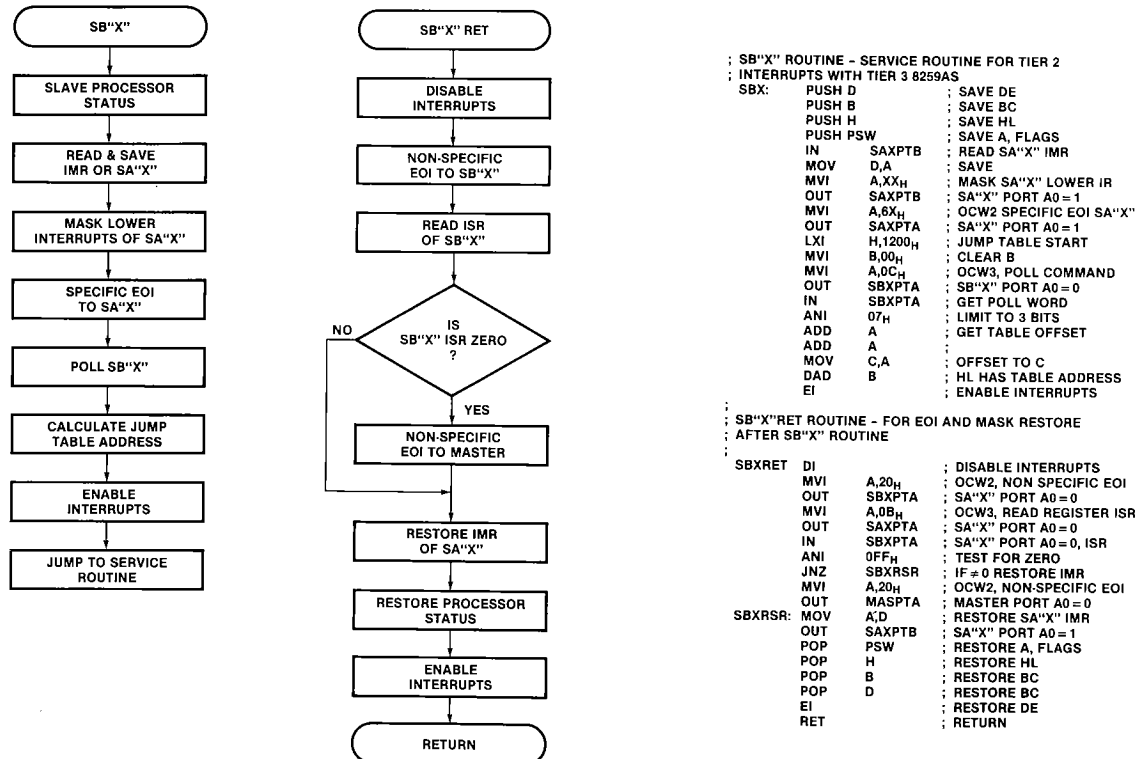 SB“X”
SLAVE PROCESSOR
STATUS
READ & SAVE
IMR OR SA“X”
MASK LOWER
INTERRUPTS OF SA“X”
SPECIFIC EOI
TO SA“X”
POLL SB“X”
CALCULATE JUMP
TABLE ADDRESS
ENABLE
INTERRUPTS
JUMP TO SERVICE
ROUTINE
SB“X” RET
DISABLE
INTERRUPTS
NON-SPECIFIC
EOI TO SB“X”
READ ISR
OF SB“X”
IS
SB“X” ISR ZERO
?
NO
YES
NON-SPECIFIC
EOI TO MASTER
RESTORE IMR
OF SA“X”
RESTORE PROCESSOR
STATUS
ENABLE
INTERRUPTS
RETURN
; SB“X” ROUTINE – SERVICE ROUTINE FOR TIER 2
; INTERRUPTS WITH TIER 3 8259AS
SBX: PUSH D ; SAVE DE
PUSH B ; SAVE BC
PUSH H ; SAVE HL
PUSH PSW ; SAVE A, FLAGS
IN SAXPTB ; READ SA“X” IMR
MOV D,A ; SAVE
MVI A,XXH ; MASK SA“X” LOWER IR
OUT SAXPTB ; SA“X” PORT A0=1
MVI A,6XH ; OCW2 SPECIFIC EOI SA“X”
OUT SAXPTA ; SA“X” PORT A0=1
LXI H,1200H ; JUMP TABLE START
MVI B,00H ; CLEAR B
MVI A,0CH ; OCW3, POLL COMMAND
OUT SBXPTA ; SB“X” PORT A0=0
IN SBXPTA ; GET POLL WORD
ANI 07H ; LIMIT TO 3 BITS
ADD A ; GET TABLE OFFSET
ADD A ;
MOV C,A ; OFFSET TO C
DAD B ; HL HAS TABLE ADDRESS
EI ; ENABLE INTERRUPTS
;
; SB“X”RET ROUTINE – FOR EOI AND MASK RESTORE
; AFTER SB“X” ROUTINE
;
SBXRET DI ; DISABLE INTERRUPTS
MVI A,20H ; OCW2, NON SPECIFIC EOI
OUT SBXPTA ; SA“X” PORT A0=0
MVI A,0BH ; OCW3, READ REGISTER ISR
OUT SAXPTA ; SA“X” PORT A0=0
IN SBXPTA ; SA“X” PORT A0=0, ISR
ANI 0FFH ; TEST FOR ZERO
JNZ SBXRSR ; IF ≠ 0 RESTORE IMR
MVI A,20H ; OCW2, NON-SPECIFIC EOI
OUT MASPTA ; MASTER PORT A0=0
SBXRSR: MOV A,D ; RESTORE SA“X” IMR
OUT SAXPTB ; SA“X” PORT A0=1
POP PSW ; RESTORE A, FLAGS
POP H ; RESTORE HL
POP B ; RESTORE BC
POP D ; RESTORE BC
EI ; RESTORE DE
RET ; RETURN